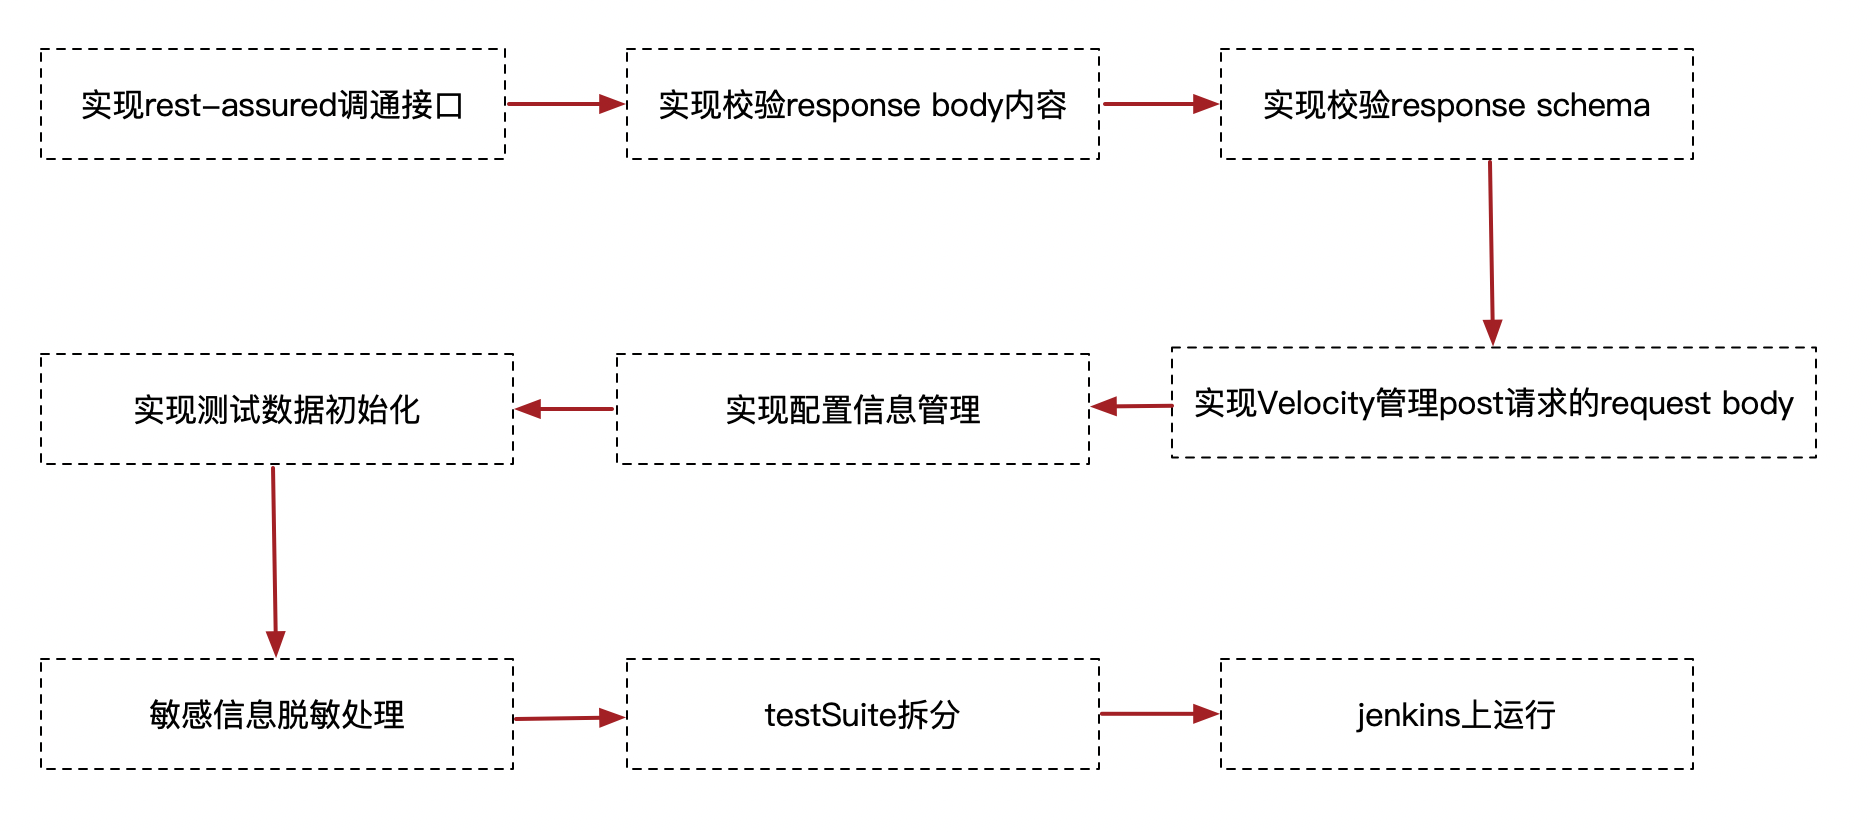 实现rest-assured调通接口
实现校验response body内容
实现校验response schema
实现Velocity管理post请求的request body
实现配置信息管理
实现测试数据初始化
敏感信息脱敏处理
testSuite拆分
jenkins上运行